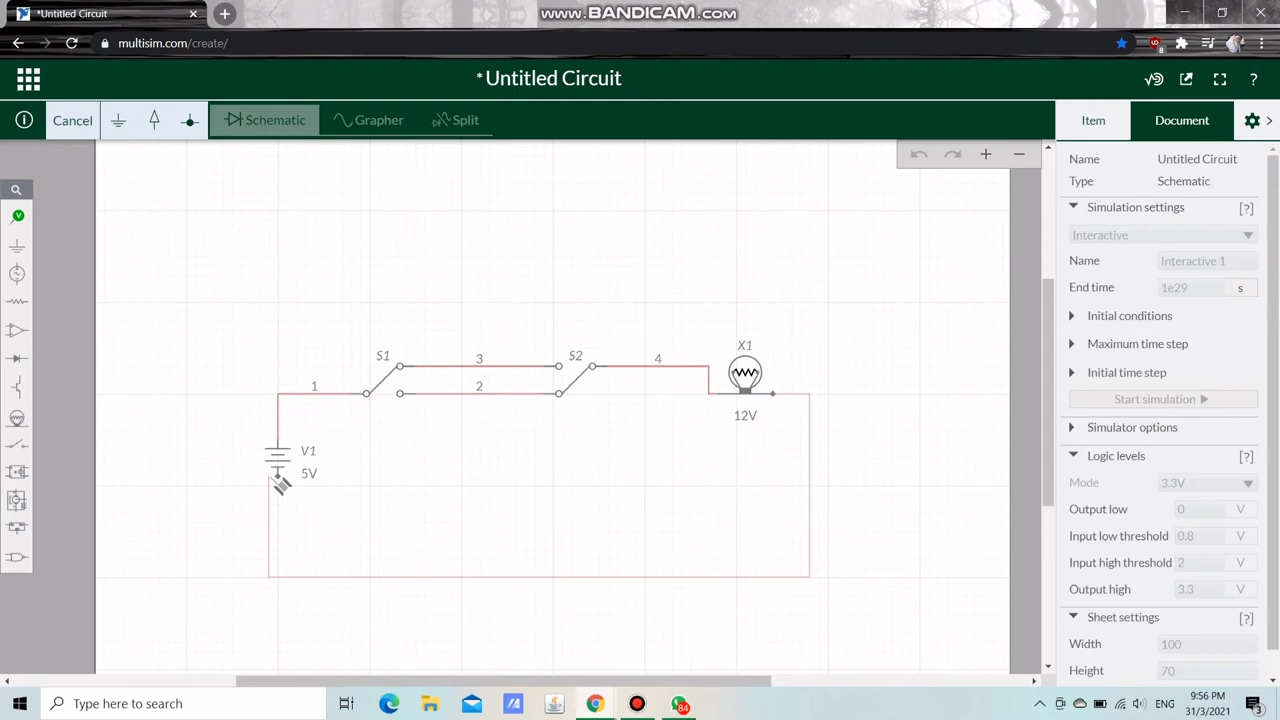 *Untitled Circuit
www.BANDICAM.com
multisim.com/create/
*Untitled Circuit
Cancel
Schematic
Grapher
Split
Item
Document
Name
Untitled Circuit
Type
Schematic
Simulation settings
[?]
Interactive
Name
Interactive 1
End time
1e29
s
Initial conditions
Maximum time step
Initial time step
Start simulation
Simulator options
Logic levels
[?]
Mode
3.3V
Output low
0
V
Input low threshold
0.8
V
Input high threshold
2
V
Output high
3.3
V
Sheet settings
[?]
Width
100
Height
70
S1
3
S2
4
X1
1
2
12V
V1
5V
Type here to search
84
ENG
9:56 PM
31/3/2021
3